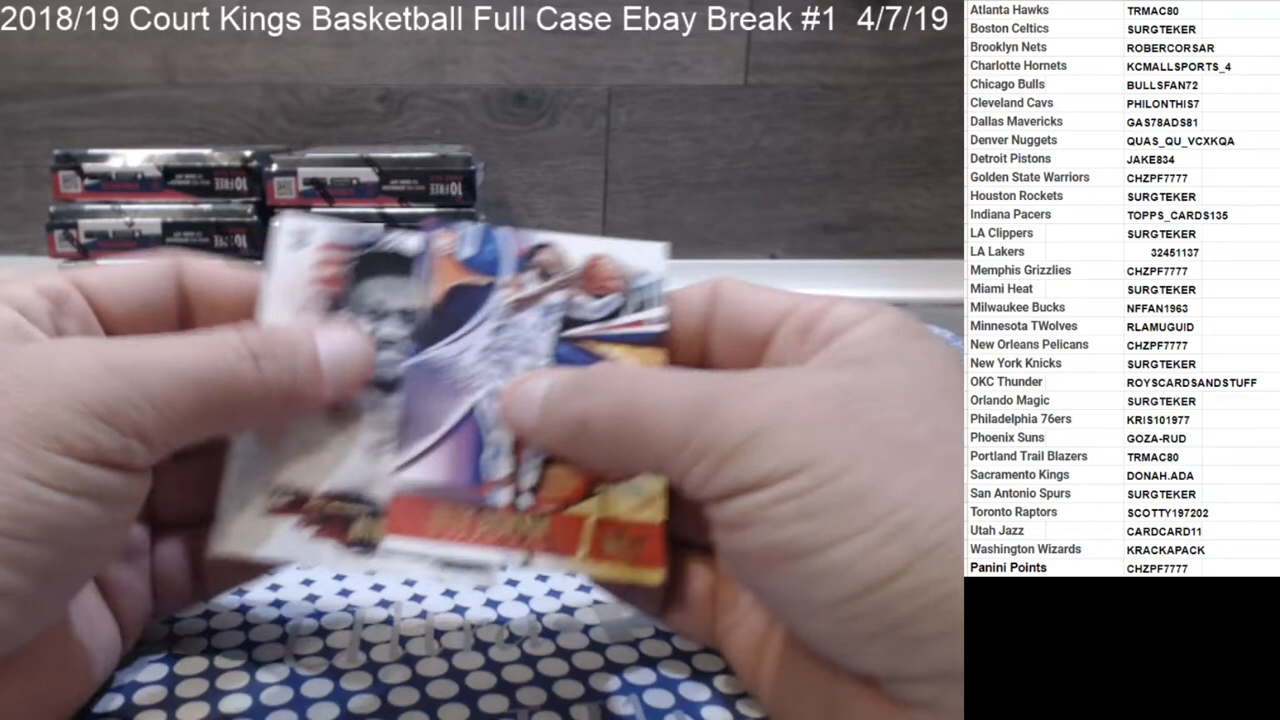 2018/19 Court Kings Basketball Full Case Ebay Break #1 4/7/19
Atlanta Hawks TRMAC80
Boston Celtics SURGTEKER
Brooklyn Nets ROBERCORSAR
Charlotte Hornets KCMALLSPORTS_4
Chicago Bulls BULLSFAN72
Cleveland Cavs PHILONTHIS7
Dallas Mavericks GAS78ADS81
Denver Nuggets QUAS_QU_VCXKQA
Detroit Pistons JAKE834
Golden State Warriors CHZPF7777
Houston Rockets SURGTEKER
Indiana Pacers TOPPS_CARDS135
LA Clippers SURGTEKER
LA Lakers 32451137
Memphis Grizzlies CHZPF7777
Miami Heat SURGTEKER
Milwaukee Bucks NFFAN1963
Minnesota TWolves RLAMUGUID
New Orleans Pelicans CHZPF7777
New York Knicks SURGTEKER
OKC Thunder ROYSCARDSANDSTUFF
Orlando Magic SURGTEKER
Philadelphia 76ers KRIS101977
Phoenix Suns GOZA-RUD
Portland Trail Blazers TRMAC80
Sacramento Kings DONAH.ADA
San Antonio Spurs SURGTEKER
Toronto Raptors SCOTTY197202
Utah Jazz CARDCARD11
Washington Wizards KRACKAPACK
Panini Points CHZPF7777